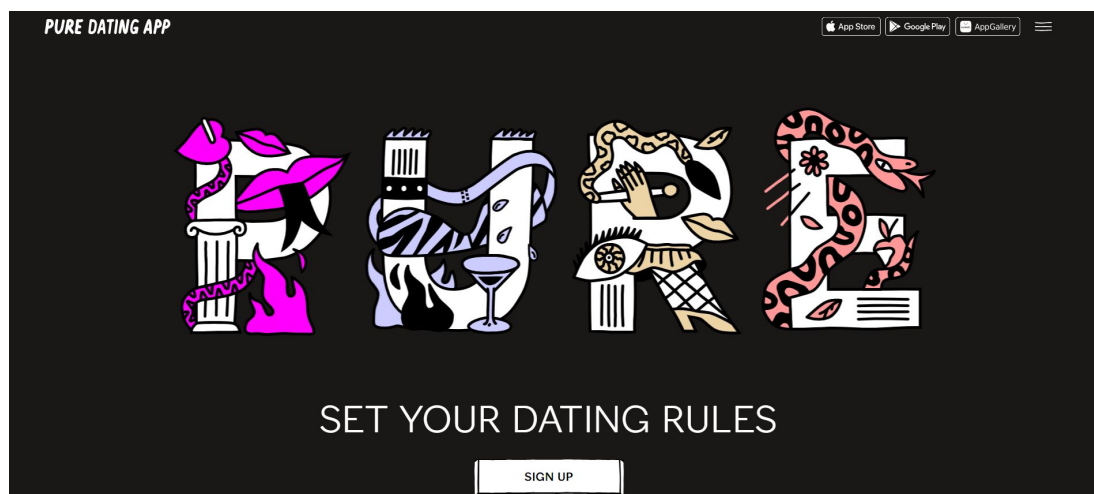 PURE DATING APP
App Store
Google Play
AppGallery
PURE
SET YOUR DATING RULES
SIGN UP